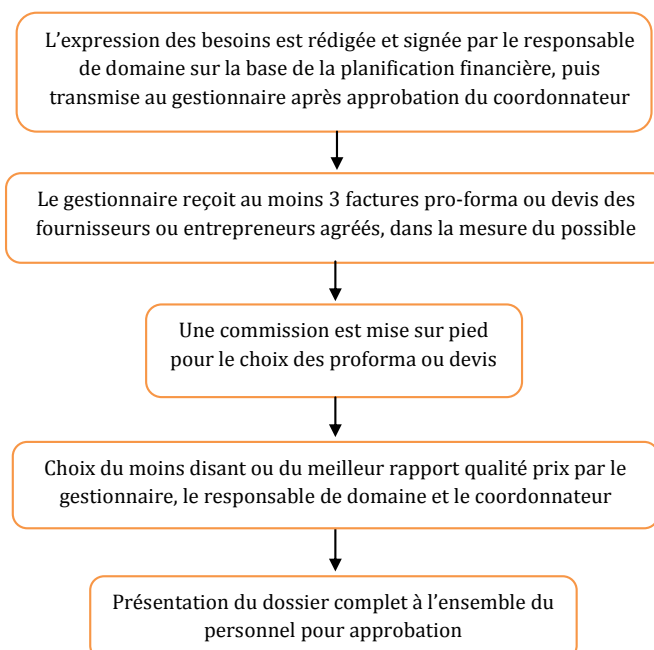 L’expression des besoins est rédigée et signée par le responsable
de domaine sur la base de la planification financière, puis
transmise au gestionnaire après approbation du coordonnateur
Le gestionnaire reçoit au moins 3 factures pro-forma ou devis des
fournisseurs ou entrepreneurs agréés, dans la mesure du possible
Une commission est mise sur pied
pour le choix des proforma ou devis
Choix du moins disant ou du meilleur rapport qualité prix par le
gestionnaire, le responsable de domaine et le coordonnateur
Présentation du dossier complet à l’ensemble du
personnel pour approbation